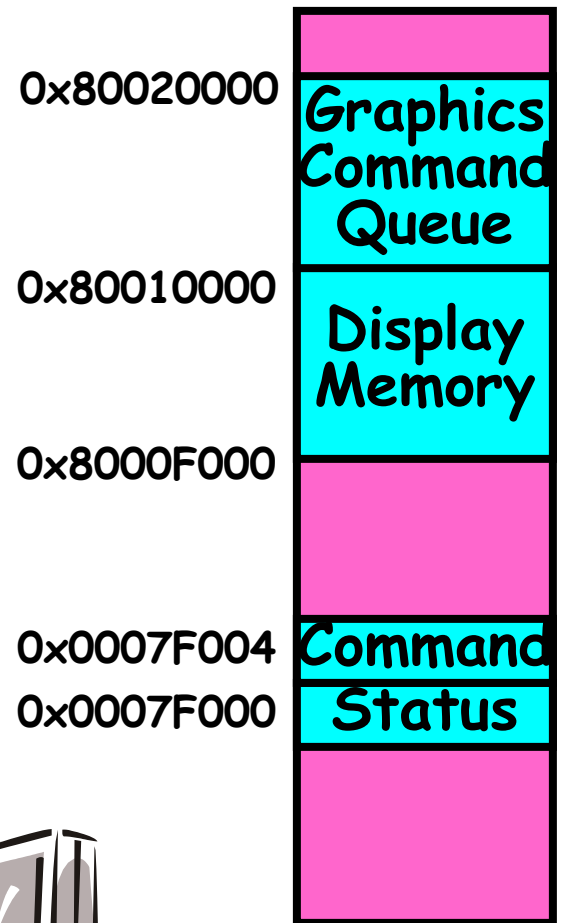 0x80020000
Graphics
Command
Queue
0x80010000
Display
Memory
0x8000F000
0x0007F004 Command
0x0007F000 Status